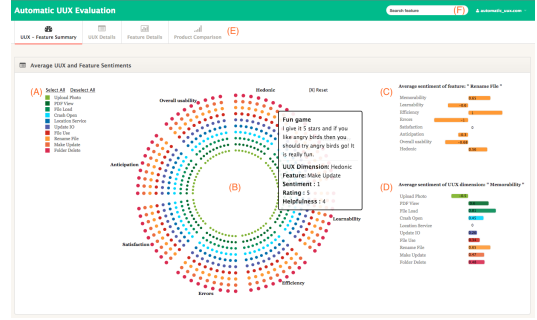 Automatic UUX Evaluation
Search feature
(F)
automatic_uux.com
UUX - Feature Summary
UUX Details
Feature Details
Product Comparison
(E)
Average UUX and Feature Sentiments
(A)
Select All Deselect All
Upload Photo
PDF View
File Load
Crash Open
Location Service
Update IO
File Use
Rename File
Make Update
Folder Delete
Hedonic
[X] Reset
Overall usability
Anticipation
Satisfaction
Errors
Efficiency
Learnability
(B)
Fun game
I give it 5 stars and if you
like angry birds then you
should try angry birds go! It
is really fun.
UUX Dimension: Hedonic
Feature: Make Update
Sentiment : 1
Rating : 5
Helpfulness : 4
(C)
Average sentiment of feature: " Rename File "
Memorability
Learnability
Efficiency
Errors
Satisfaction
0
Anticipation
Overall usability
Hedonic
(D)
Average sentiment of UUX dimension: " Memorability "
Upload Photo
PDF View
File Load
Crash Open
Location Service
0
Update IO
File Use
Rename File
Make Update
Folder Delete